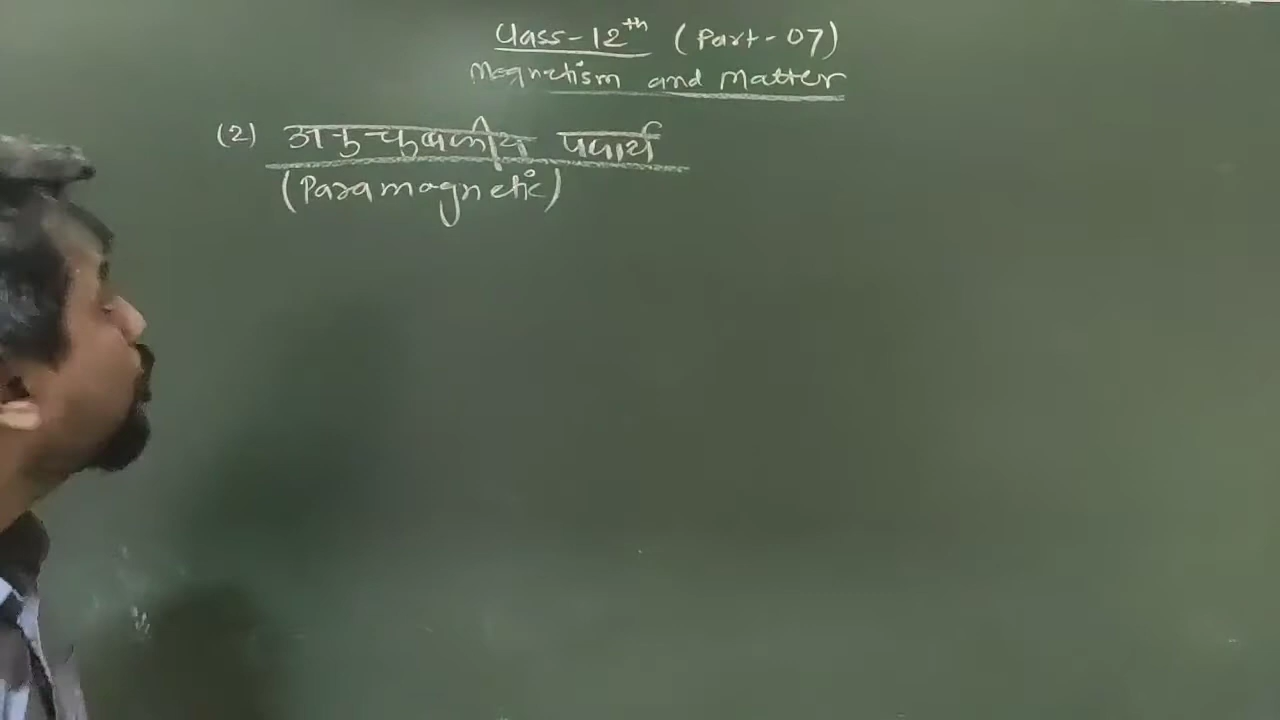 Class-12th (Part-07)
Magnetism and Matter
(2) अनुचुम्बकीय पदार्थ
(Paramagnetic)